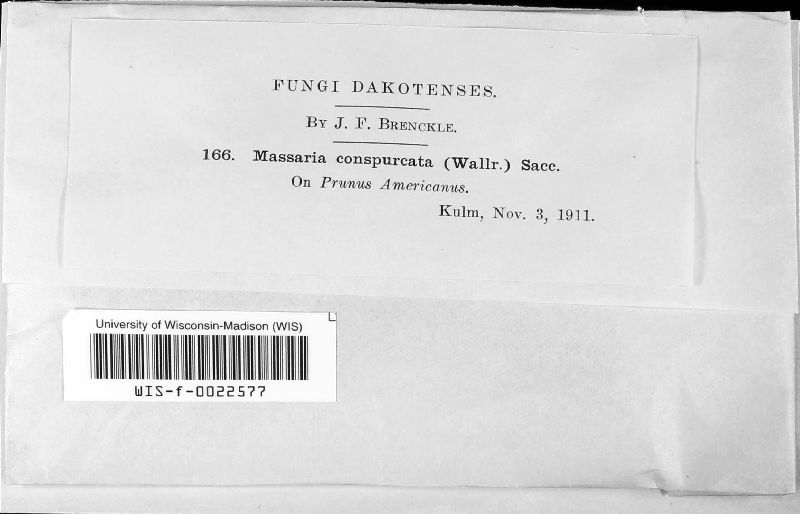 FUNGI DAKOTENSES.
BY J. F. BRENCKLE.
166. Massaria conspurcata (Wallr.) Sacc.
On Prunus Americanus.
Kulm, Nov. 3, 1911.
University of Wisconsin-Madison (WIS)
WIS-f-0022577